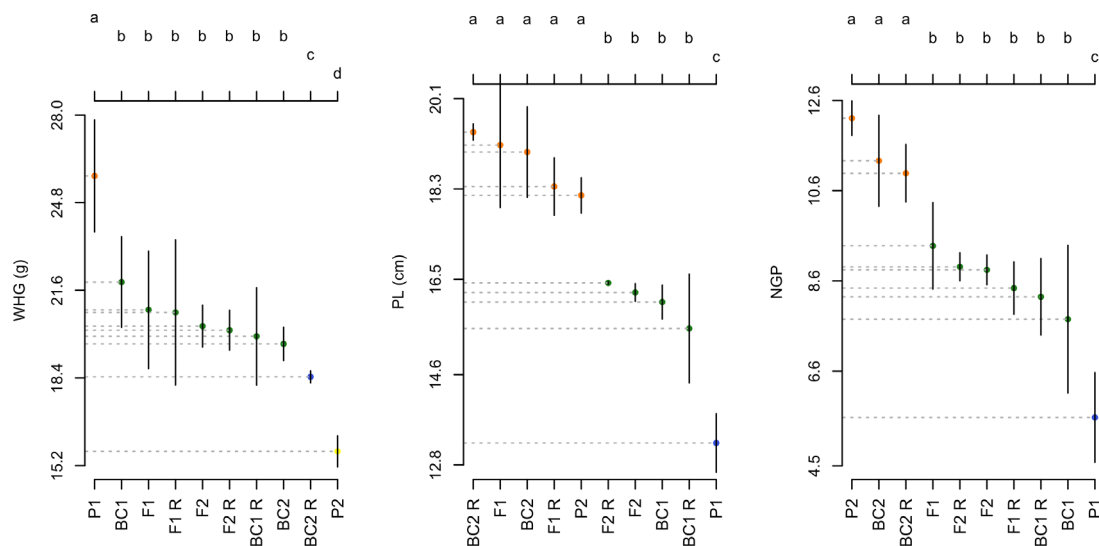 a
b b b b b b b
c
d
WHG (g)
28.0
24.8
21.6
18.4
15.2
P1 BC1 F1 F1 R F2 F2 R BC1 R BC2 BC2 R P2
a a a a a
b b b b
c
PL (cm)
20.1
18.3
16.5
14.6
12.8
BC2 R F1 BC2 F1 R P2 F2 R F2 BC1 BC1 R P1
a a a
b b b b b b
c
NGP
12.6
10.6
8.6
6.6
4.5
P2 BC2 BC2 R F1 F2 R F2 F1 R BC1 R BC1 P1